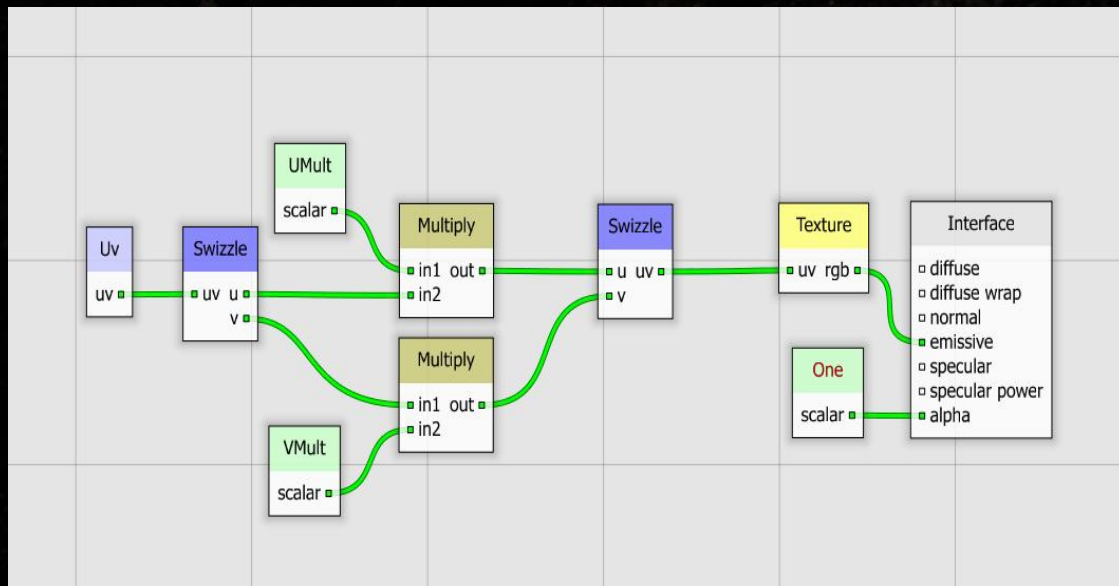 UMult
scalar
Uv
uv
Swizzle
uv u
v
Multiply
in1 out
in2
Multiply
in1 out
in2
VMult
scalar
Swizzle
u uv
v
Texture
uv rgb
One
scalar
Interface
diffuse
diffuse wrap
normal
emissive
specular
specular power
alpha